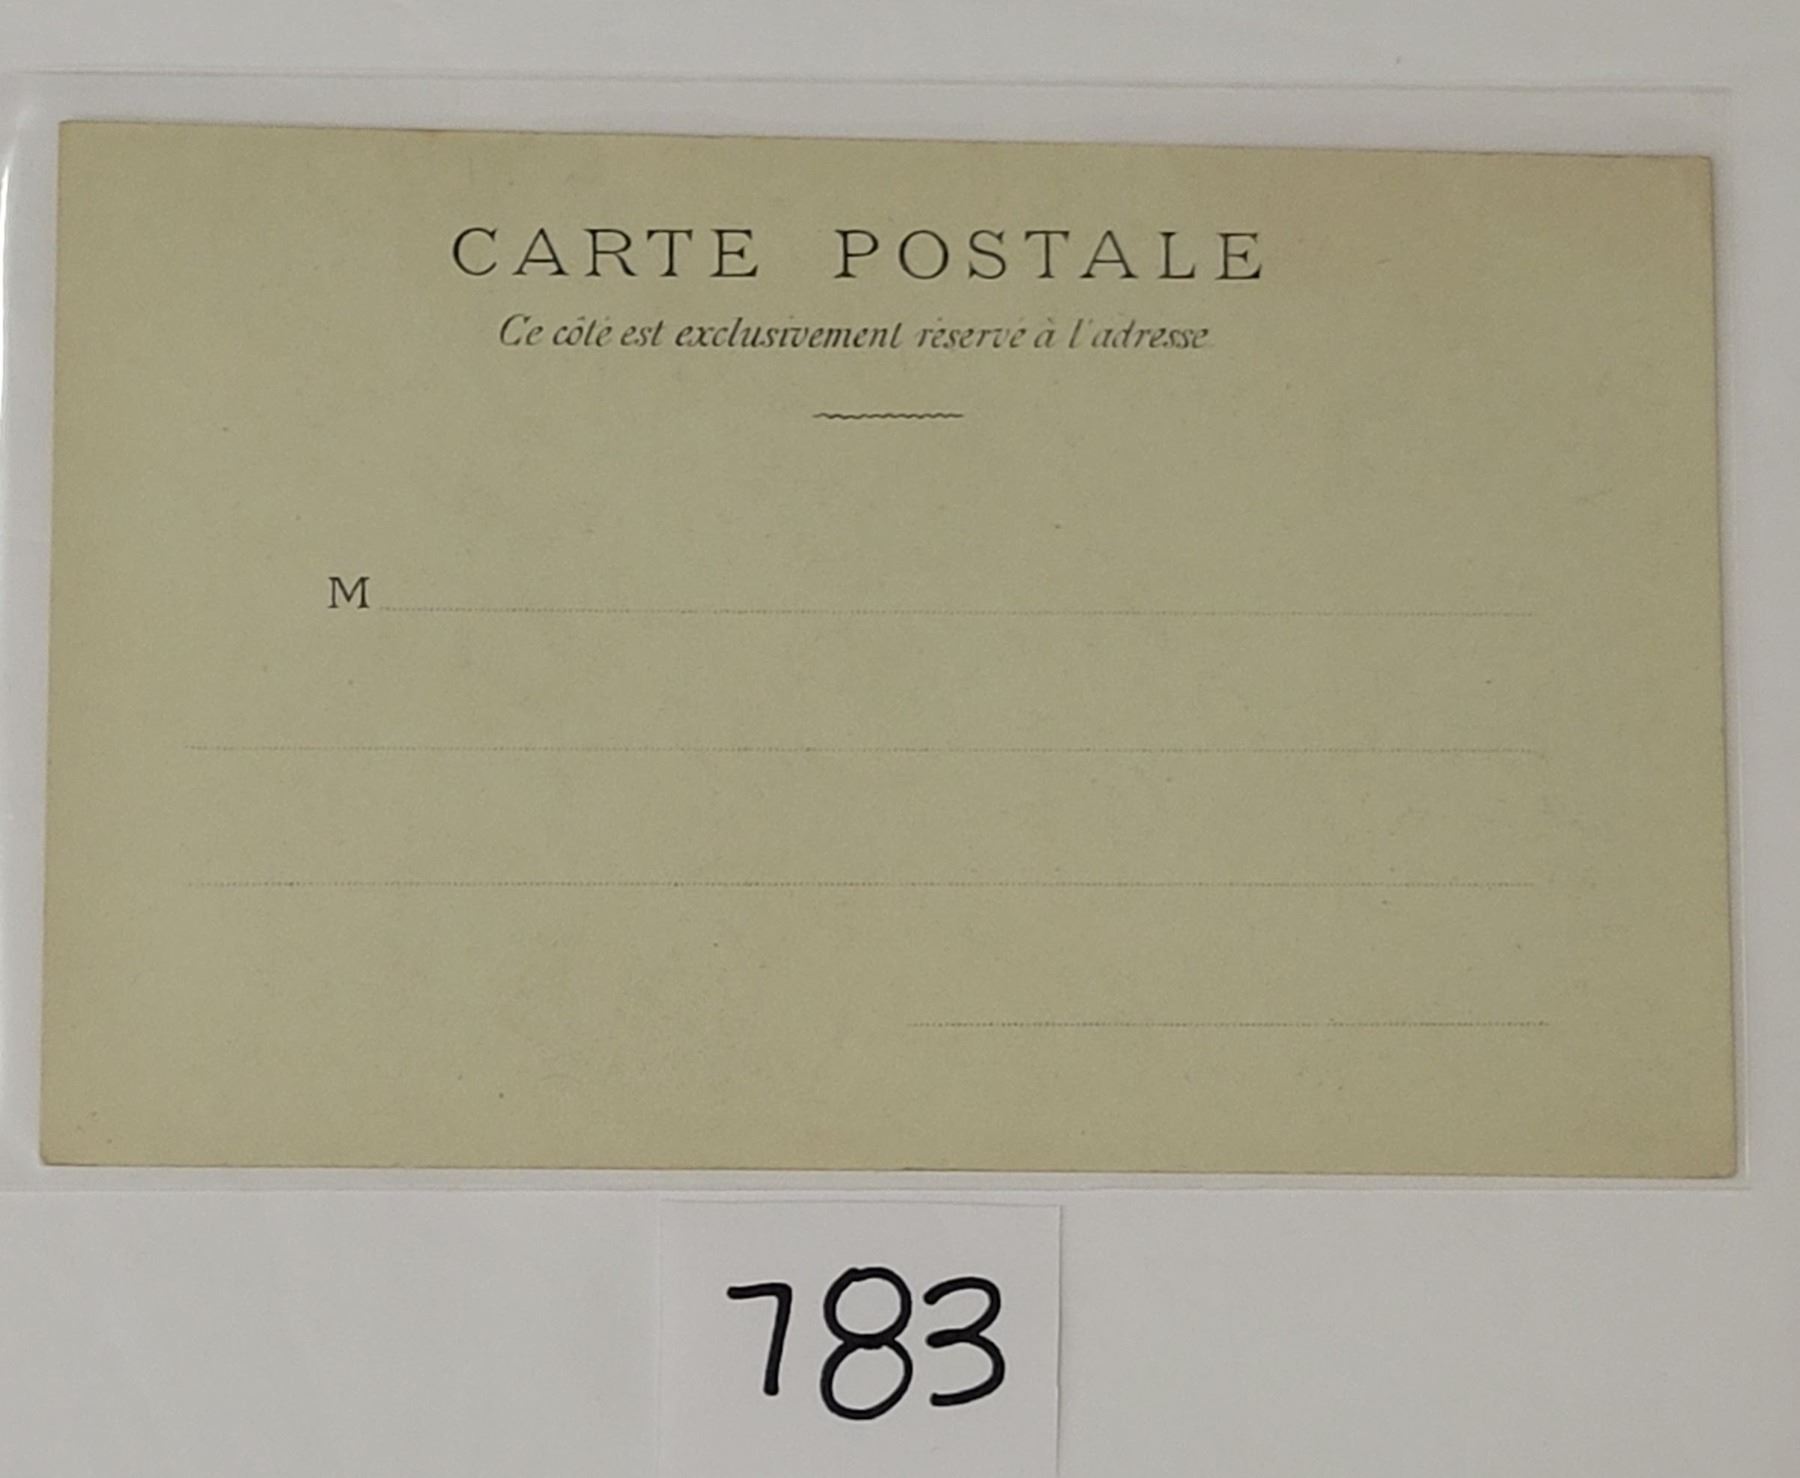 CARTE POSTALE
Ce côté est exclusivement réservé à l'adresse
M
783